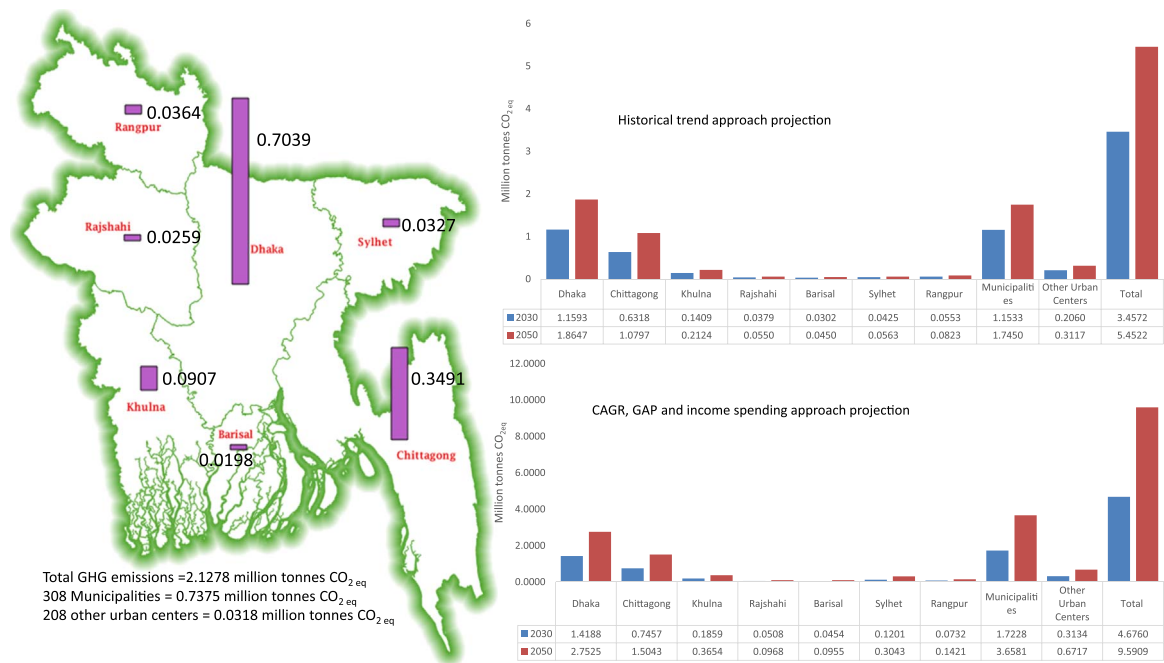 0.0364
Rangpur
0.7039
Rajshahi
0.0259
Dhaka
0.0327
Sylhet
0.0907
Khulna
Barisal
0.0198
0.3491
Chittagong
Total GHG emissions =2.1278 million tonnes CO2 eq
308 Municipalities = 0.7375 million tonnes CO2 eq
208 other urban centers = 0.0318 million tonnes CO2 eq
Historical trend approach projection
Million tonnes CO2 eq
6
5
4
3
2
1
0
Dhaka Chittagong Khulna Rajshahi Barisal Sylhet Rangpur Municipaliti Other Urban Total
es Centers
2030 1.1593 0.6318 0.1409 0.0379 0.0302 0.0425 0.0553 1.1533 0.2060 3.4572
2050 1.8647 1.0797 0.2124 0.0550 0.0450 0.0563 0.0823 1.7450 0.3117 5.4522
CAGR, GAP and income spending approach projection
Million tonnes CO2eq
12.0000
10.0000
8.0000
6.0000
4.0000
2.0000
0.0000
Dhaka Chittagong Khulna Rajshahi Barisal Sylhet Rangpur Municipaliti Other Total
es Urban
Centers
2030 1.4188 0.7457 0.1859 0.0508 0.0454 0.1201 0.0732 1.7228 0.3134 4.6760
2050 2.7525 1.5043 0.3654 0.0968 0.0955 0.3043 0.1421 3.6581 0.6717 9.5909